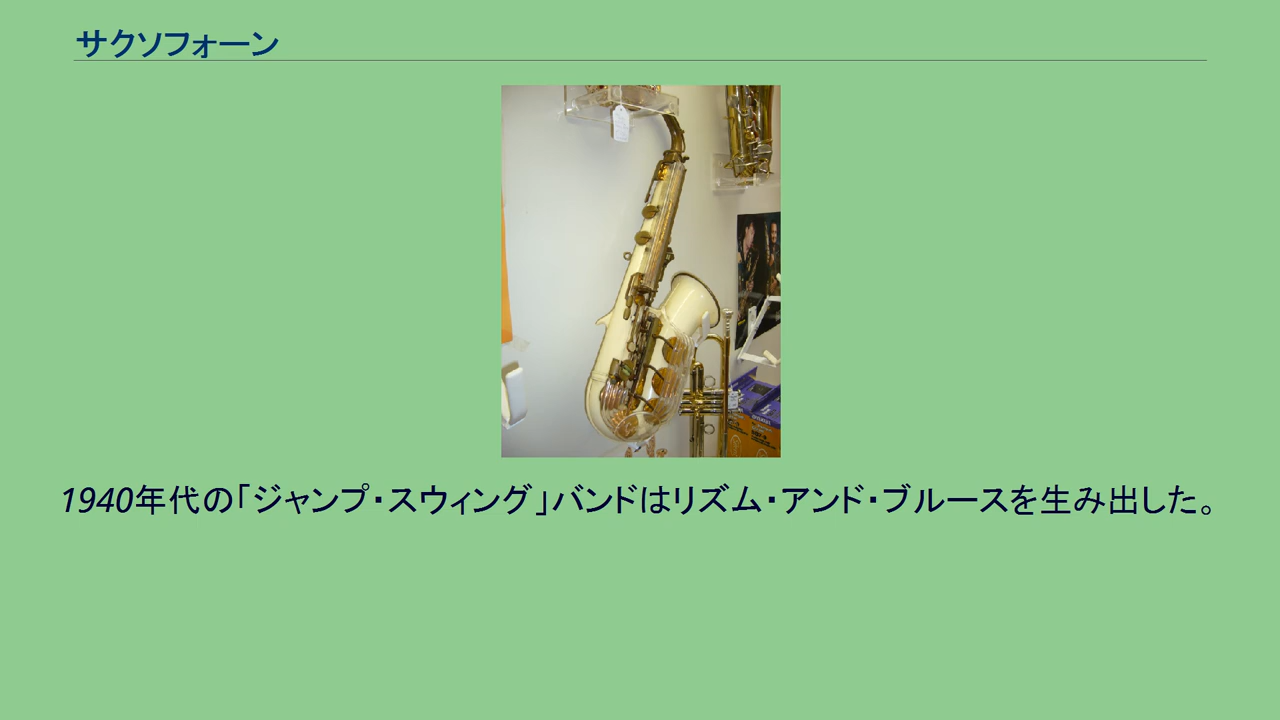 サクソフォーン
1940年代の「ジャンプ・スウィング」バンドはリズム・アンド・ブルースを生み出した。